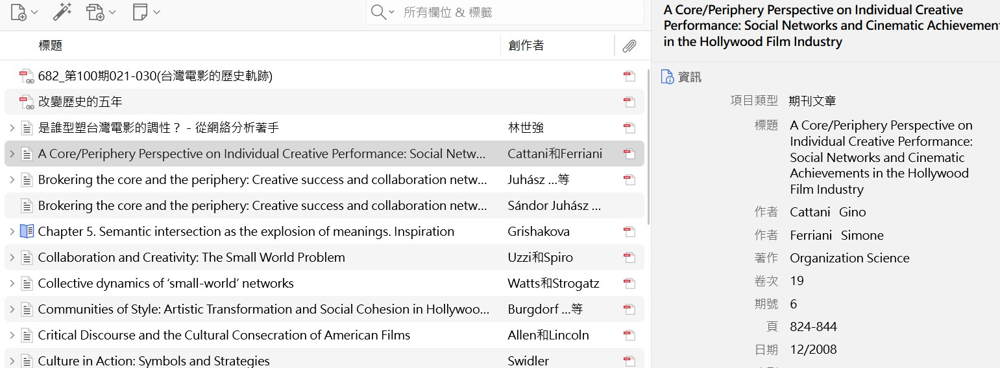 所有欄位 & 標籤
標題 創作者
682_第100期021-030(台灣電影的歷史軌跡)
改變歷史的五年
是誰型塑台灣電影的調性？ - 從網絡分析著手 林世強
A Core/Periphery Perspective on Individual Creative Performance: Social Netw... Cattani和Ferriani
Brokering the core and the periphery: Creative success and collaboration netw... Juhász ...等
Brokering the core and the periphery: Creative success and collaboration netw... Sándor Juhász ...
Chapter 5. Semantic intersection as the explosion of meanings. Inspiration Grishakova
Collaboration and Creativity: The Small World Problem Uzzi和Spiro
Collective dynamics of ‘small-world’ networks Watts和Strogatz
Communities of Style: Artistic Transformation and Social Cohesion in Hollywoo... Burgdorf ...等
Critical Discourse and the Cultural Consecration of American Films Allen和Lincoln
Culture in Action: Symbols and Strategies Swidler
A Core/Periphery Perspective on Individual Creative
Performance: Social Networks and Cinematic Achievemen
in the Hollywood Film Industry
資訊
項目類型 期刊文章
標題 A Core/Periphery Perspective on
Individual Creative Performance:
Social Networks and Cinematic
Achievements in the Hollywood
Film Industry
作者 Cattani Gino
作者 Ferriani Simone
著作 Organization Science
卷次 19
期號 6
頁 824-844
日期 12/2008